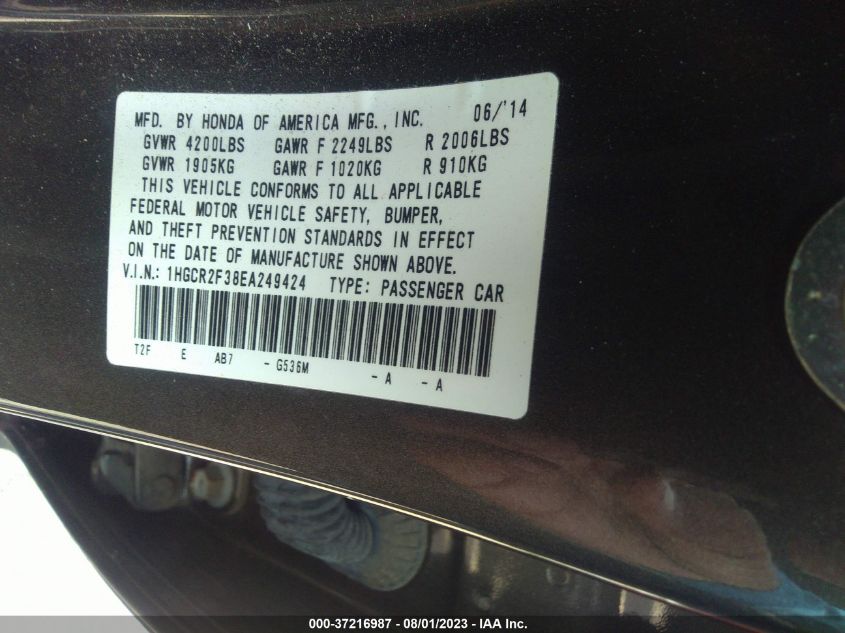 MFD. BY HONDA OF AMERICA MFG., INC. 06/'14
GVWR 4200LBS GAWR F 2249LBS R 2006LBS
GVWR 1905KG GAWR F 1020KG R 910KG
THIS VEHICLE CONFORMS TO ALL APPLICABLE
FEDERAL MOTOR VEHICLE SAFETY, BUMPER,
AND THEFT PREVENTION STANDARDS IN EFFECT
ON THE DATE OF MANUFACTURE SHOWN ABOVE.
V.I.N.: 1HGCR2F38EA249424 TYPE: PASSENGER CAR
T2F E AB7 - G536M - A - A
000-37216987 - 08/01/2023 - IAA Inc.